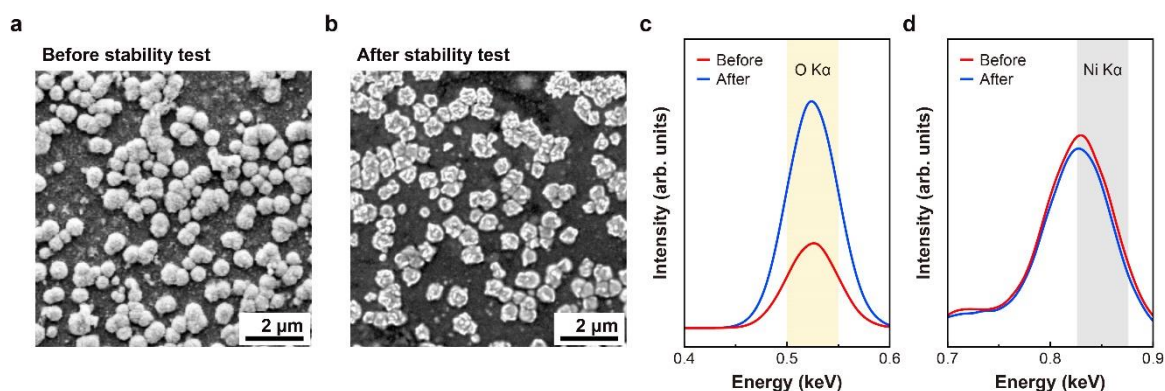 a
Before stability test
2 µm
b
After stability test
2 µm
c
Before
After
O Kα
Intensity (arb. units)
0.4
0.5
0.6
Energy (keV)
d
Before
After
Ni Kα
Intensity (arb. units)
0.7
0.8
0.9
Energy (keV)